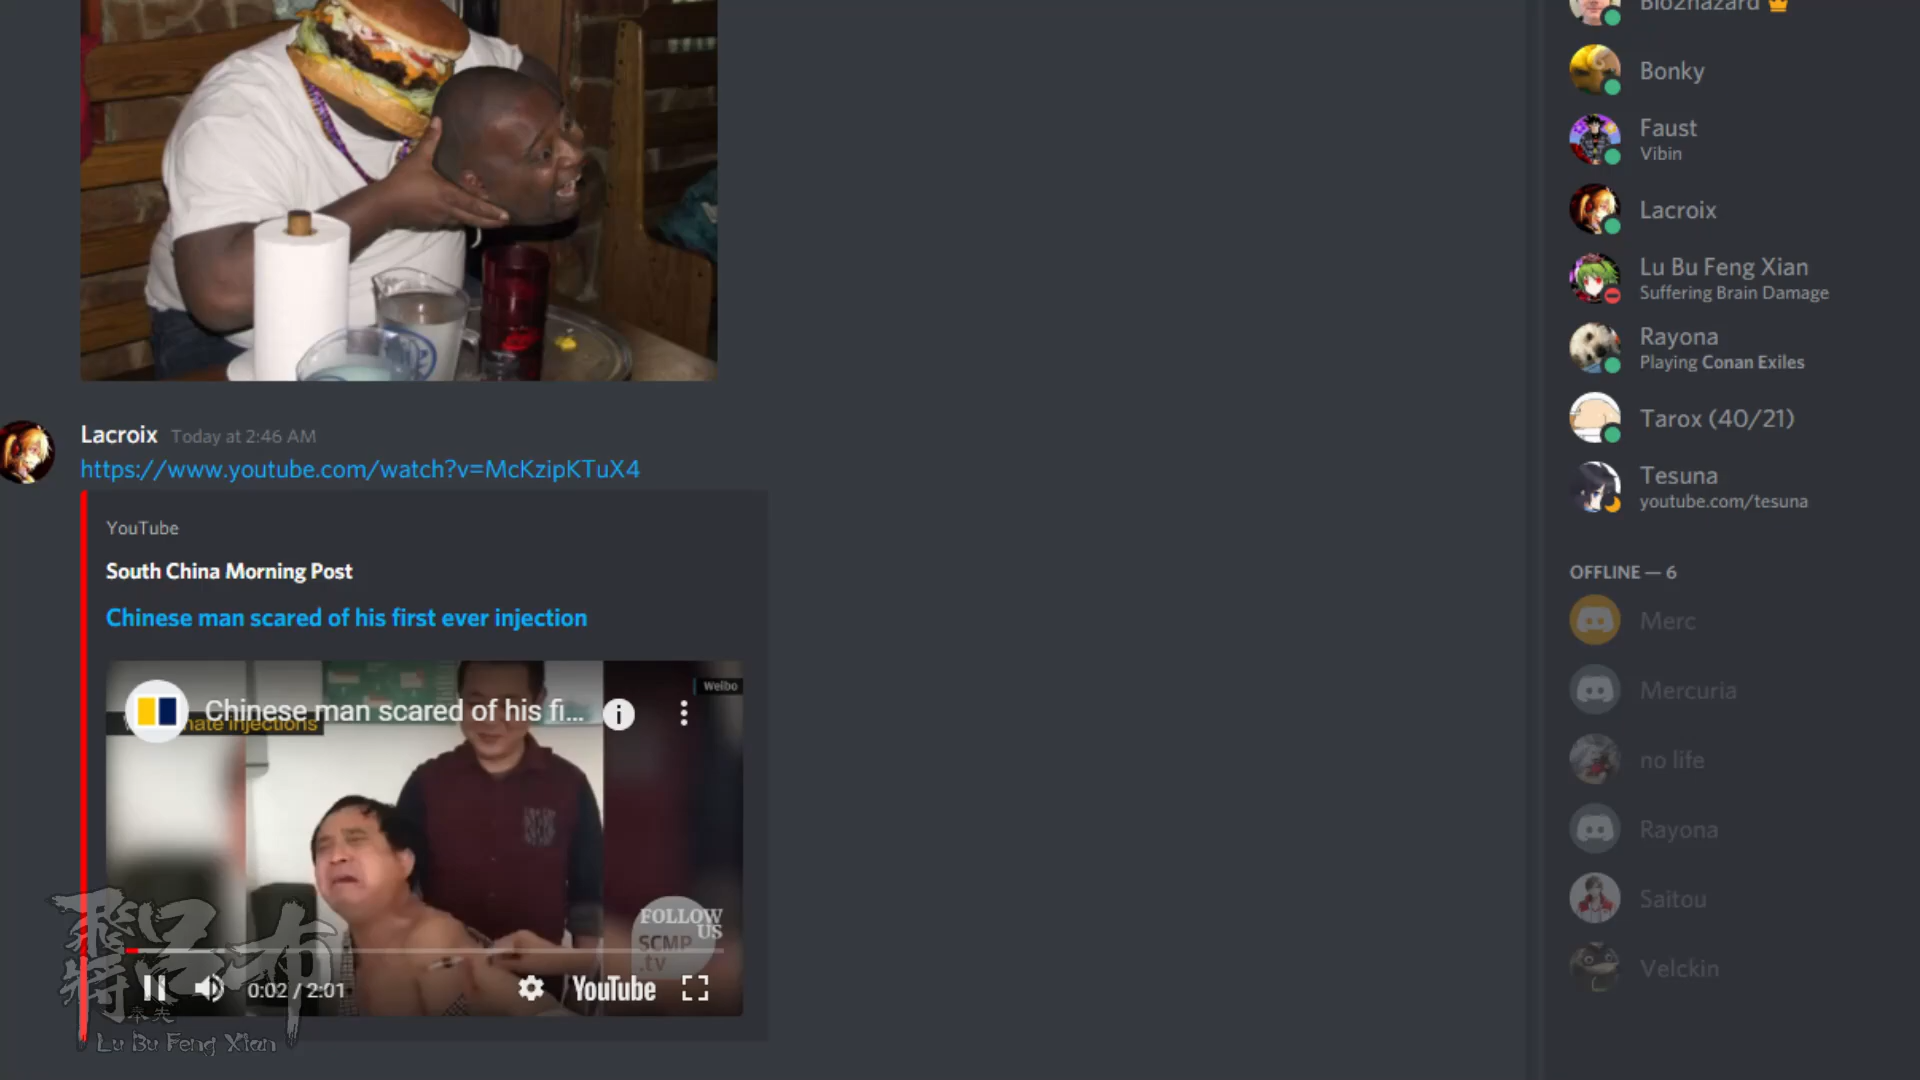 Lacroix Today at 2:46 AM
https://www.youtube.com/watch?v=McKzipKTuX4
YouTube
South China Morning Post
Chinese man scared of his first ever injection
Chinese man scared of his fi...
hate injections
Weibo
FOLLOW
US
SCMP
.tv
0:02 / 2:01
YouTube
呂布
奉先
Lu Bu Feng Xian
Bio2hazard
Bonky
Faust
Vibin
Lacroix
Lu Bu Feng Xian
Suffering Brain Damage
Rayona
Playing Conan Exiles
Tarox (40/21)
Tesuna
youtube.com/tesuna
OFFLINE — 6
Merc
Mercuria
no life
Rayona
Saitou
Velckin